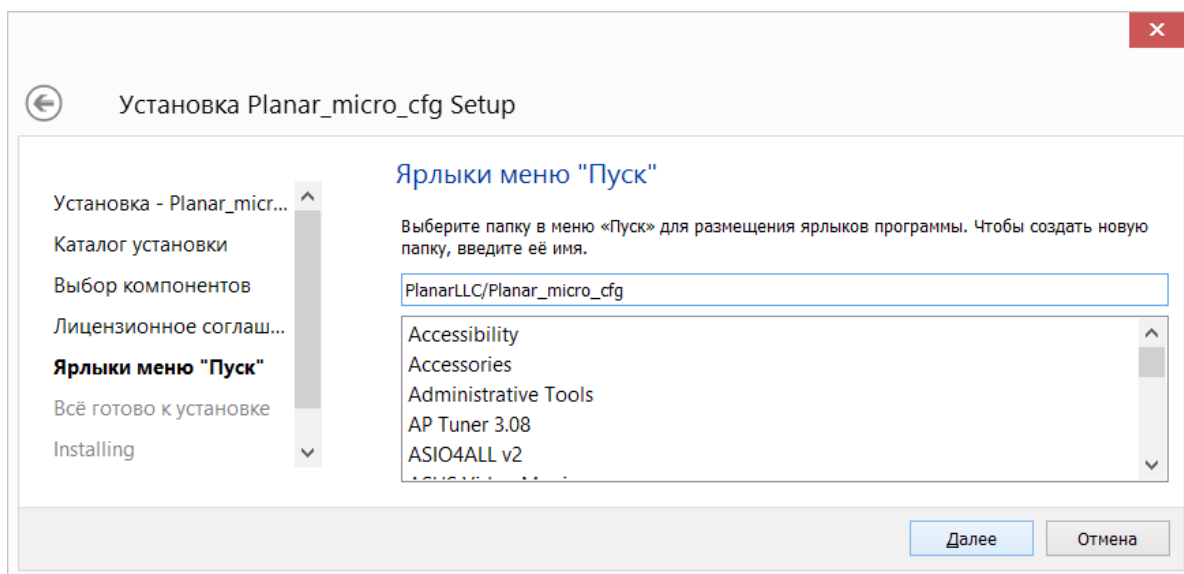 Установка Planar_micro_cfg Setup
Установка - Planar_micr...
Каталог установки
Выбор компонентов
Лицензионное соглаш...
Ярлыки меню "Пуск"
Всё готово к установке
Installing
Ярлыки меню "Пуск"
Выберите папку в меню «Пуск» для размещения ярлыков программы. Чтобы создать новую
папку, введите её имя.
PlanarLLC/Planar_micro_cfg
Accessibility
Accessories
Administrative Tools
AP Tuner 3.08
ASIO4ALL v2
Далее
Отмена